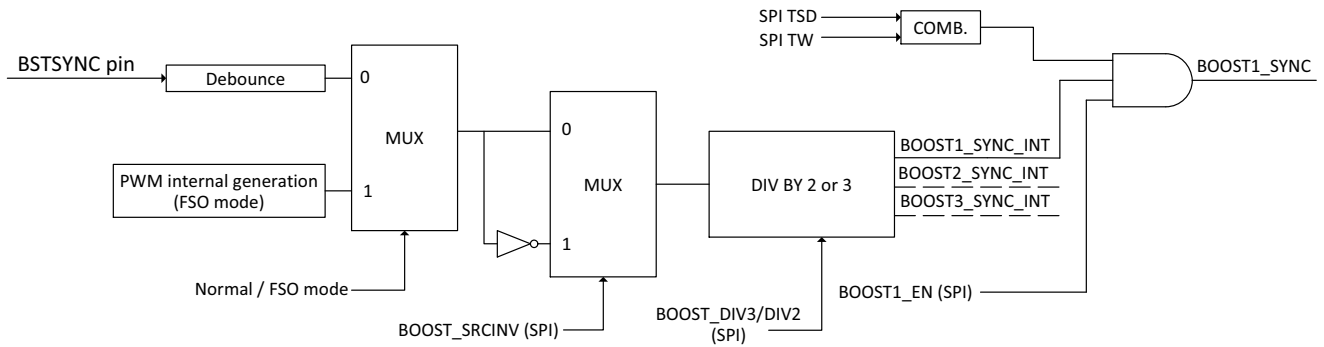 SPI TSD
SPI TW
COMB.
BSTSYNC pin
Debounce
0
MUX
1
PWM internal generation
(FSO mode)
Normal / FSO mode
0
MUX
1
BOOST_SRCINV (SPI)
DIV BY 2 or 3
BOOST_DIV3/DIV2
(SPI)
BOOST1_SYNC_INT
BOOST2_SYNC_INT
BOOST3_SYNC_INT
BOOST1_EN (SPI)
BOOST1_SYNC